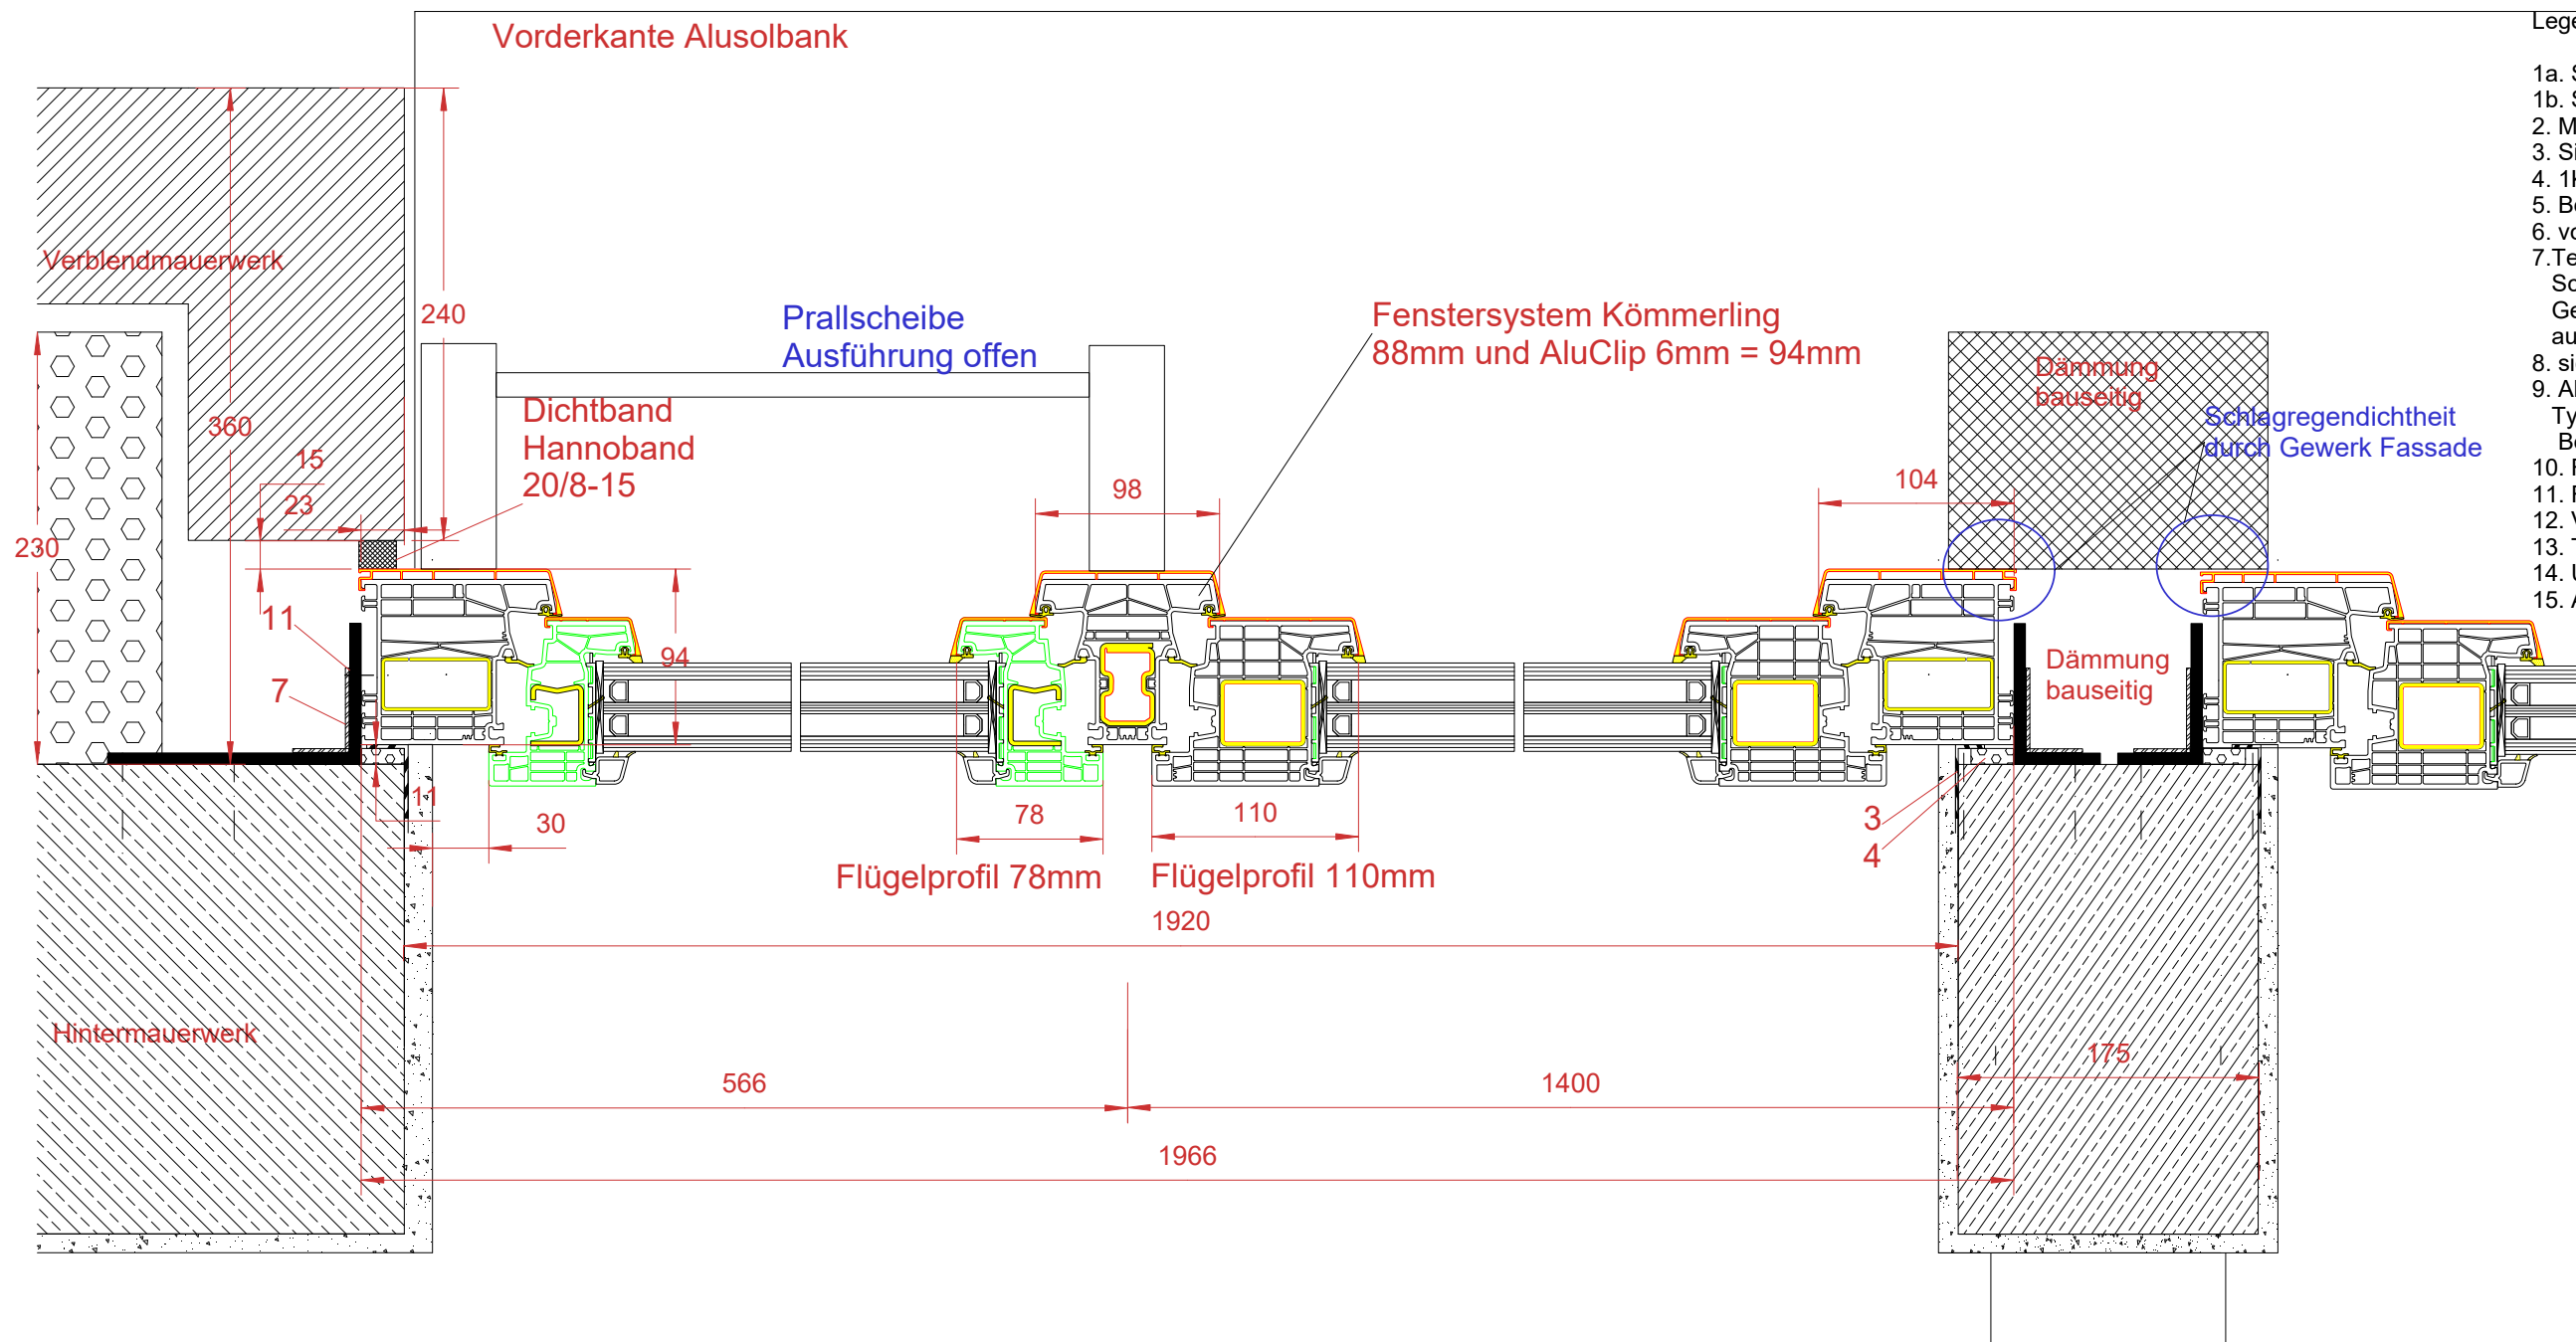 Vorderkante Alusolbank
Verblendmauerwerk
240
360
230
15
23
Prallscheibe
Ausführung offen
Dichtband
Hannoband
20/8-15
Fenstersystem Kömmerling
88mm und AluClip 6mm = 94mm
98
104
Dämmung
bauseitig
Schlagregendichtheit
durch Gewerk Fassade
11
7
94
Dämmung
bauseitig
11
30
78
110
Flügelprofil 78mm
Flügelprofil 110mm
3
4
1920
Hintermauerwerk
566
1400
175
1966
1a.
1b.
2.
3.
4.
5.
6.
7.
8.
9.
10.
11.
12.
13.
14.
15.